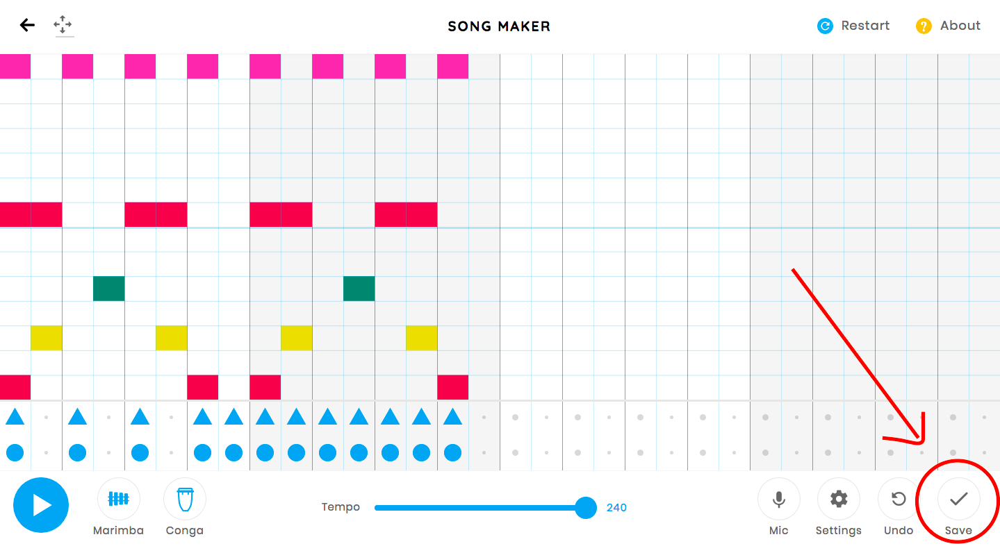 SONG MAKER
Restart
About
Tempo
240
Marimba
Conga
Mic
Settings
Undo
Save